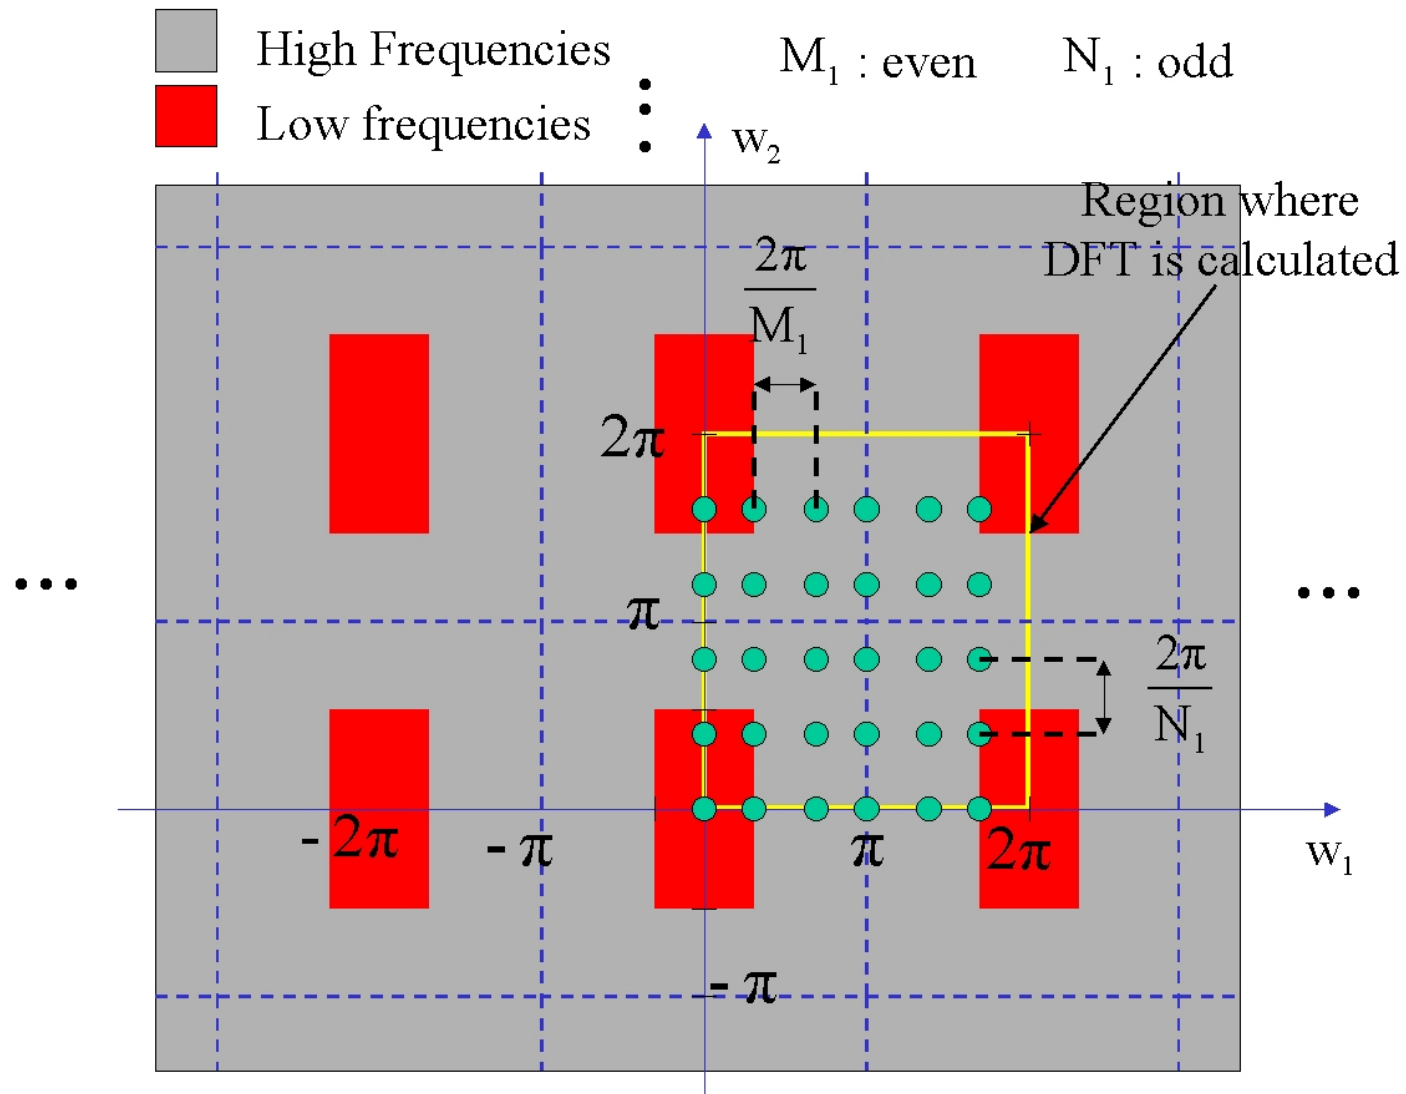 High Frequencies
M₁ : even
N₁ : odd
Low frequencies
w₂
Region where
DFT is calculated
2π
M₁
2π
π
2π
N₁
- 2π
- π
π
2π
w₁
- π